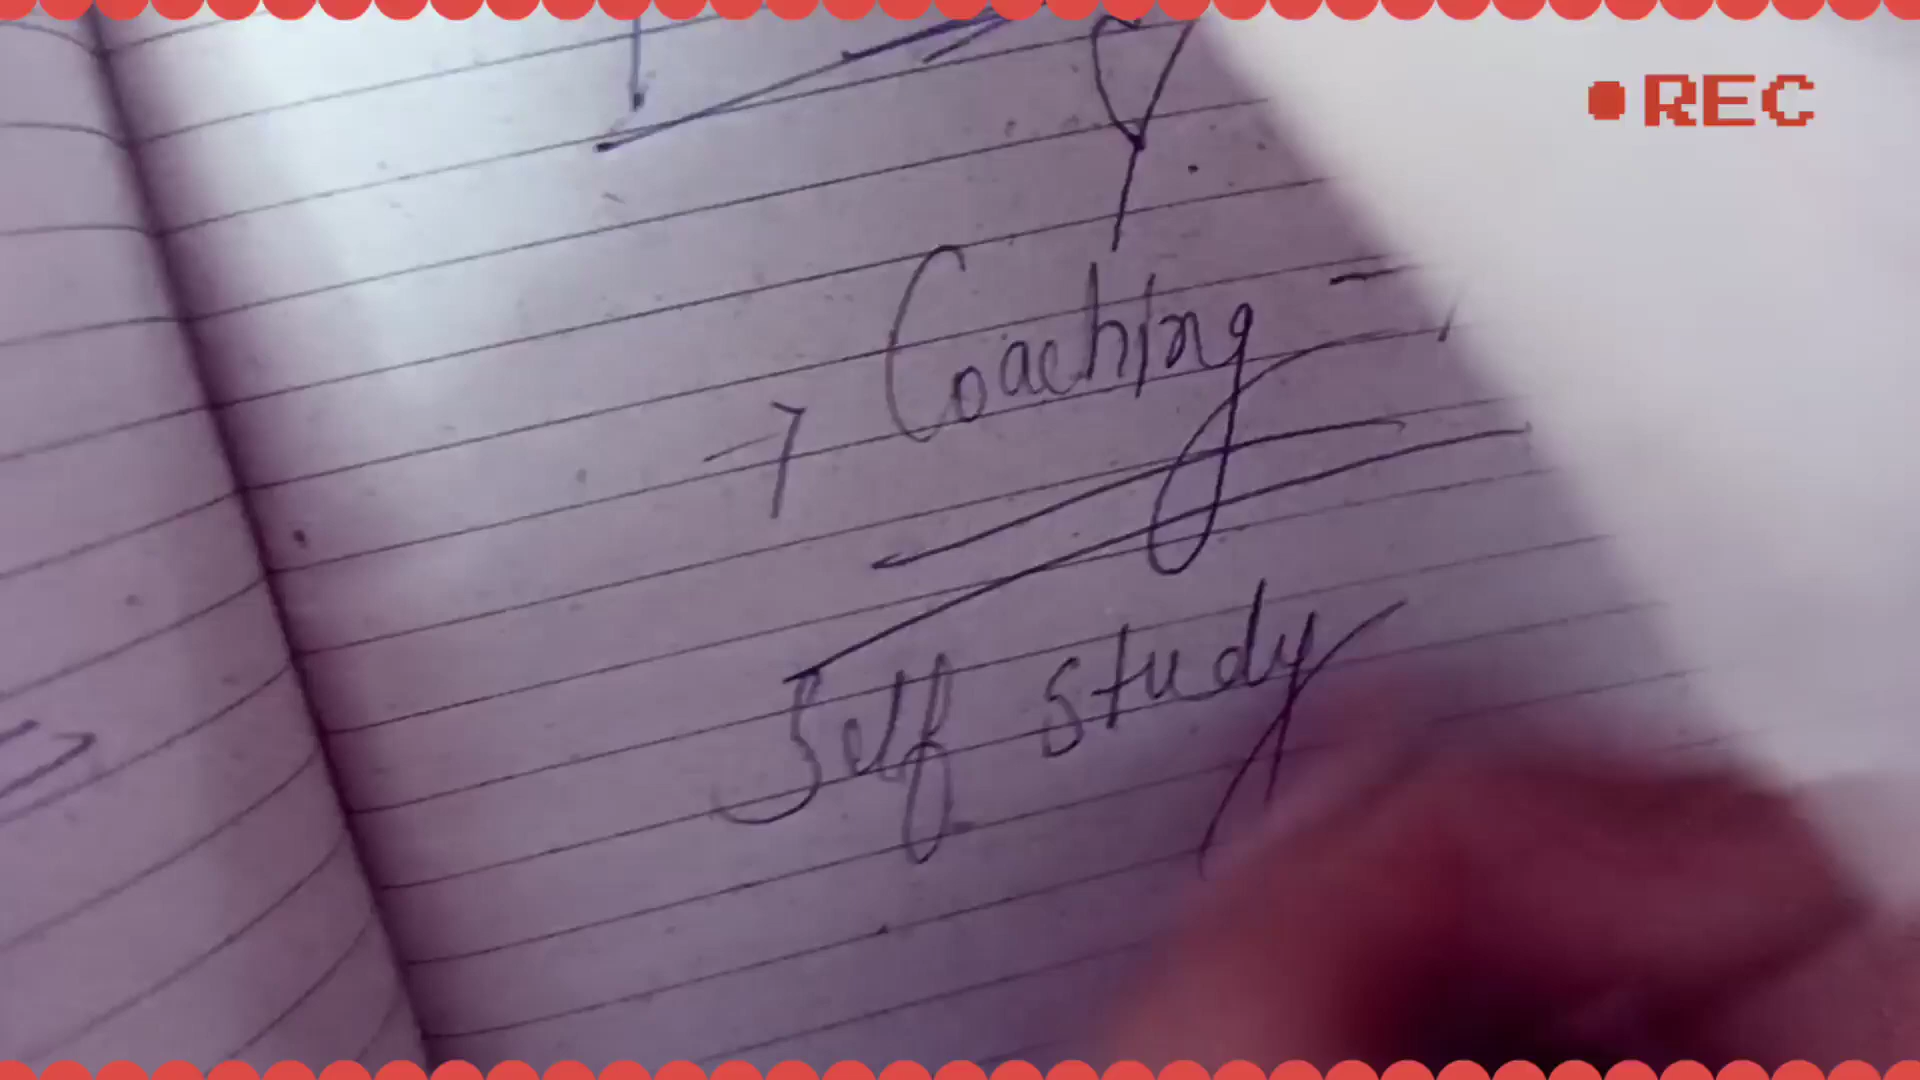 REC
→ Coaching
Self study